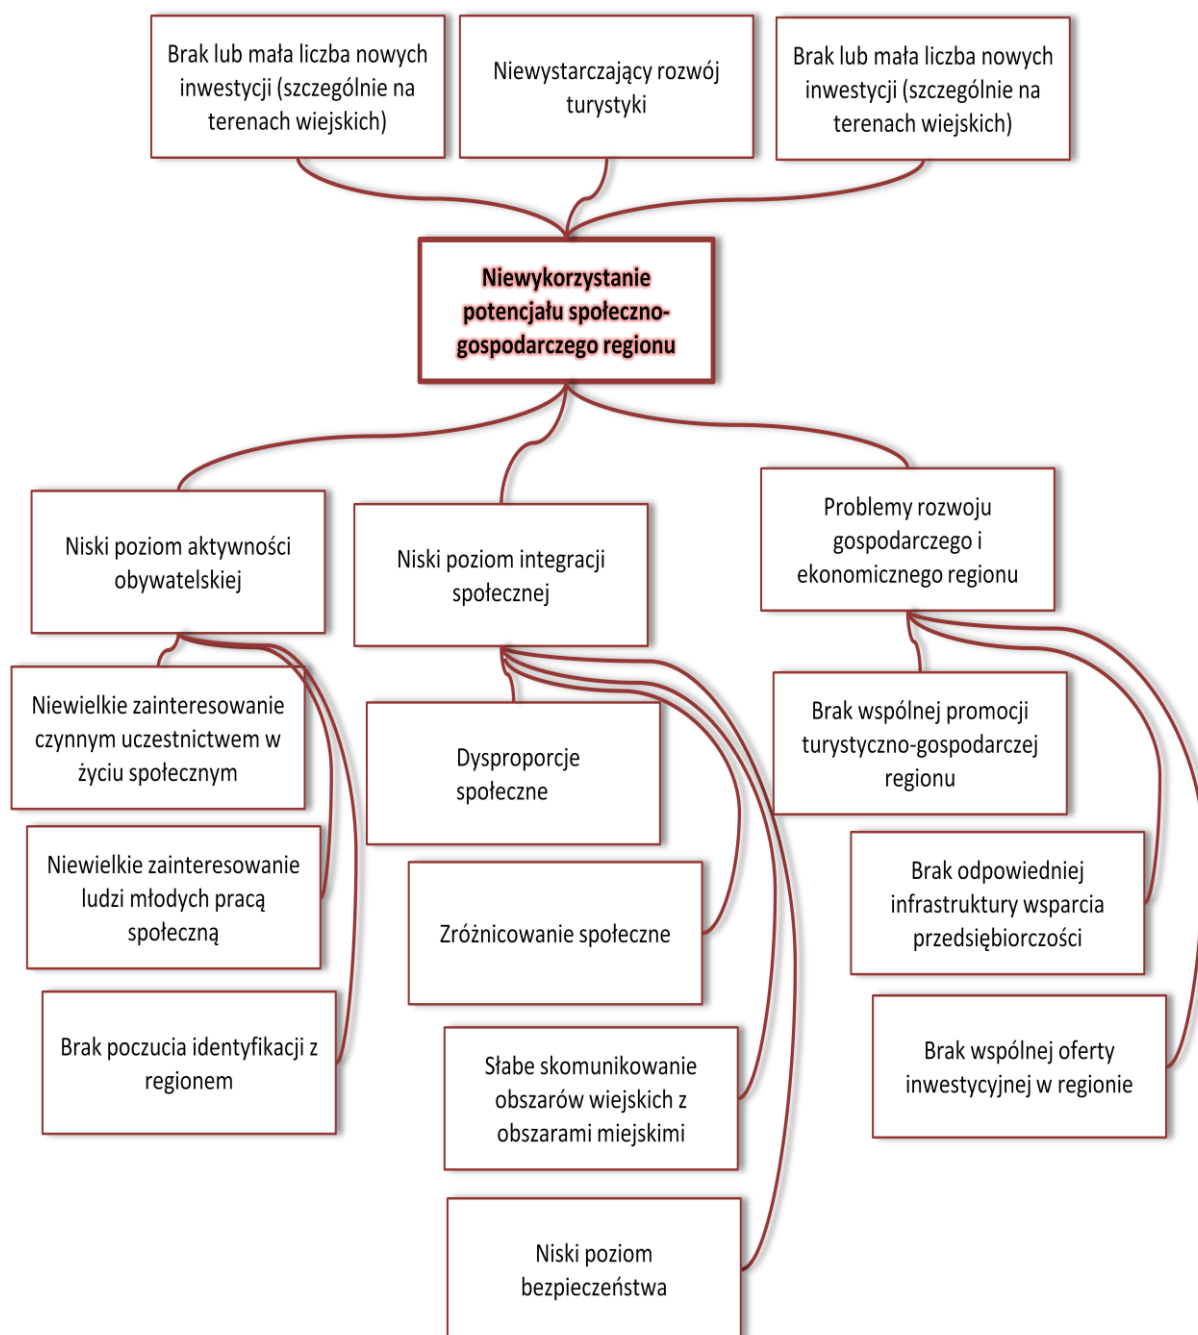 Brak lub mała liczba nowych
inwestycji (szczególnie na
terenach wiejskich)
Niewystarczający rozwój
turystyki
Brak lub mała liczba nowych
inwestycji (szczególnie na
terenach wiejskich)
Niewykorzystanie
potencjału społeczno-
gospodarczego regionu
Niski poziom aktywności
obywatelskiej
Niewielkie zainteresowanie
czynnym uczestnictwem w
życiu społecznym
Niewielkie zainteresowanie
ludzi młodych pracą
społeczną
Brak poczucia identyfikacji z
regionem
Niski poziom integracji
społecznej
Dysproporcje
społeczne
Zróżnicowanie społeczne
Słabe skomunikowanie
obszarów wiejskich z
obszarami miejskimi
Niski poziom
bezpieczeństwa
Problemy rozwoju
gospodarczego i
ekonomicznego regionu
Brak wspólnej promocji
turystyczno-gospodarczej
regionu
Brak odpowiedniej
infrastruktury wsparcia
przedsiębiorczości
Brak wspólnej oferty
inwestycyjnej w regionie